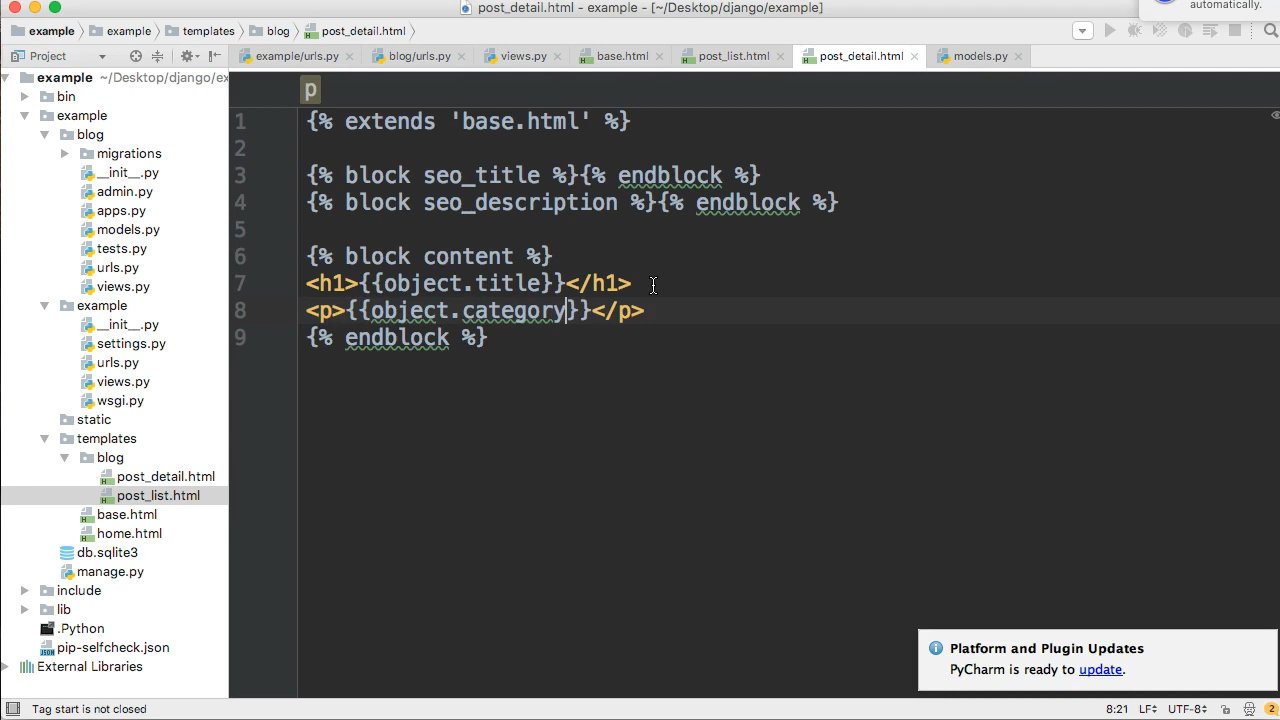 post_detail.html - example - [~/Desktop/django/example]
automatically.
example
example
templates
blog
post_detail.html
Project
example/urls.py
blog/urls.py
views.py
base.html
post_list.html
post_detail.html
models.py
example ~/Desktop/django/ex
bin
example
blog
migrations
__init__.py
admin.py
apps.py
models.py
tests.py
urls.py
views.py
example
__init__.py
settings.py
urls.py
views.py
wsgi.py
static
templates
blog
post_detail.html
post_list.html
base.html
home.html
db.sqlite3
manage.py
include
lib
.Python
pip-selfcheck.json
External Libraries
p
1 {% extends 'base.html' %}
2
3 {% block seo_title %}{% endblock %}
4 {% block seo_description %}{% endblock %}
5
6 {% block content %}
7 <h1>{{object.title}}</h1>
8 <p>{{object.category}}</p>
9 {% endblock %}
Platform and Plugin Updates
PyCharm is ready to update.
Tag start is not closed
8:21 LF UTF-8 2